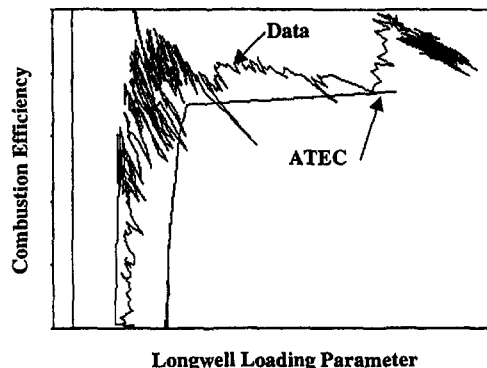 Data
ATEC
Combustion Efficiency
Longwell Loading Parameter